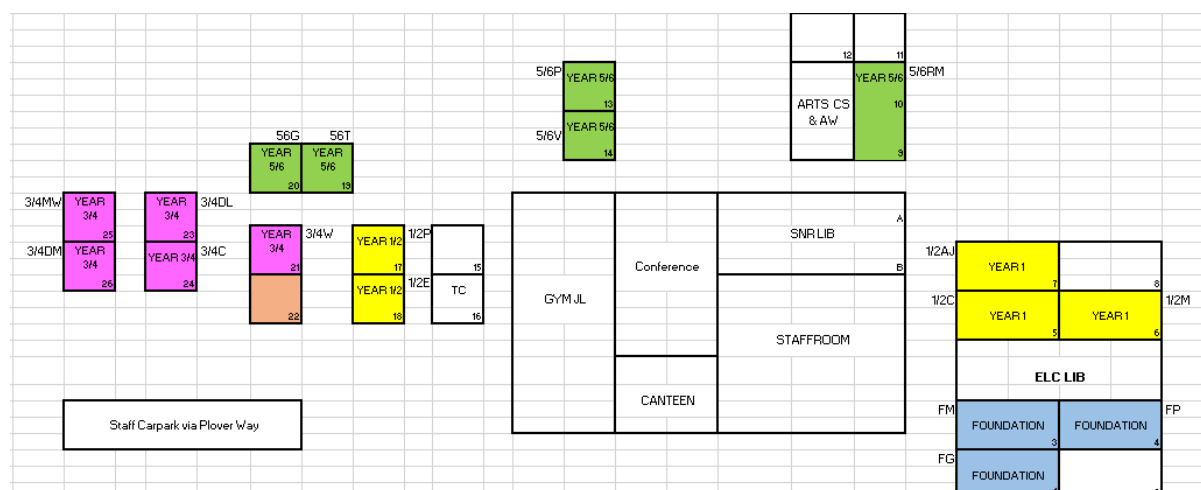 12
11
5/6P
YEAR 5/6
13
5/6V
YEAR 5/6
14
ARTS CS
& AW
YEAR 5/6
5/6RM
10
9
56G
56T
YEAR
5/6
20
YEAR
5/6
19
3/4MW
YEAR
3/4
25
YEAR
3/4
23
3/4DL
3/4DM
YEAR
3/4
26
YEAR 3/4
24
3/4C
YEAR
3/4
21
3/4W
22
YEAR 1/2
17
1/2P
YEAR 1/2
18
1/2E
15
TC
16
GYM JL
Conference
CANTEEN
A
SNR LIB
B
STAFFROOM
1/2AJ
YEAR 1
7
8
1/2C
YEAR 1
5
YEAR 1
6
1/2M
ELC LIB
FM
FOUNDATION
3
FOUNDATION
4
FP
FG
FOUNDATION
Staff Carpark via Plover Way